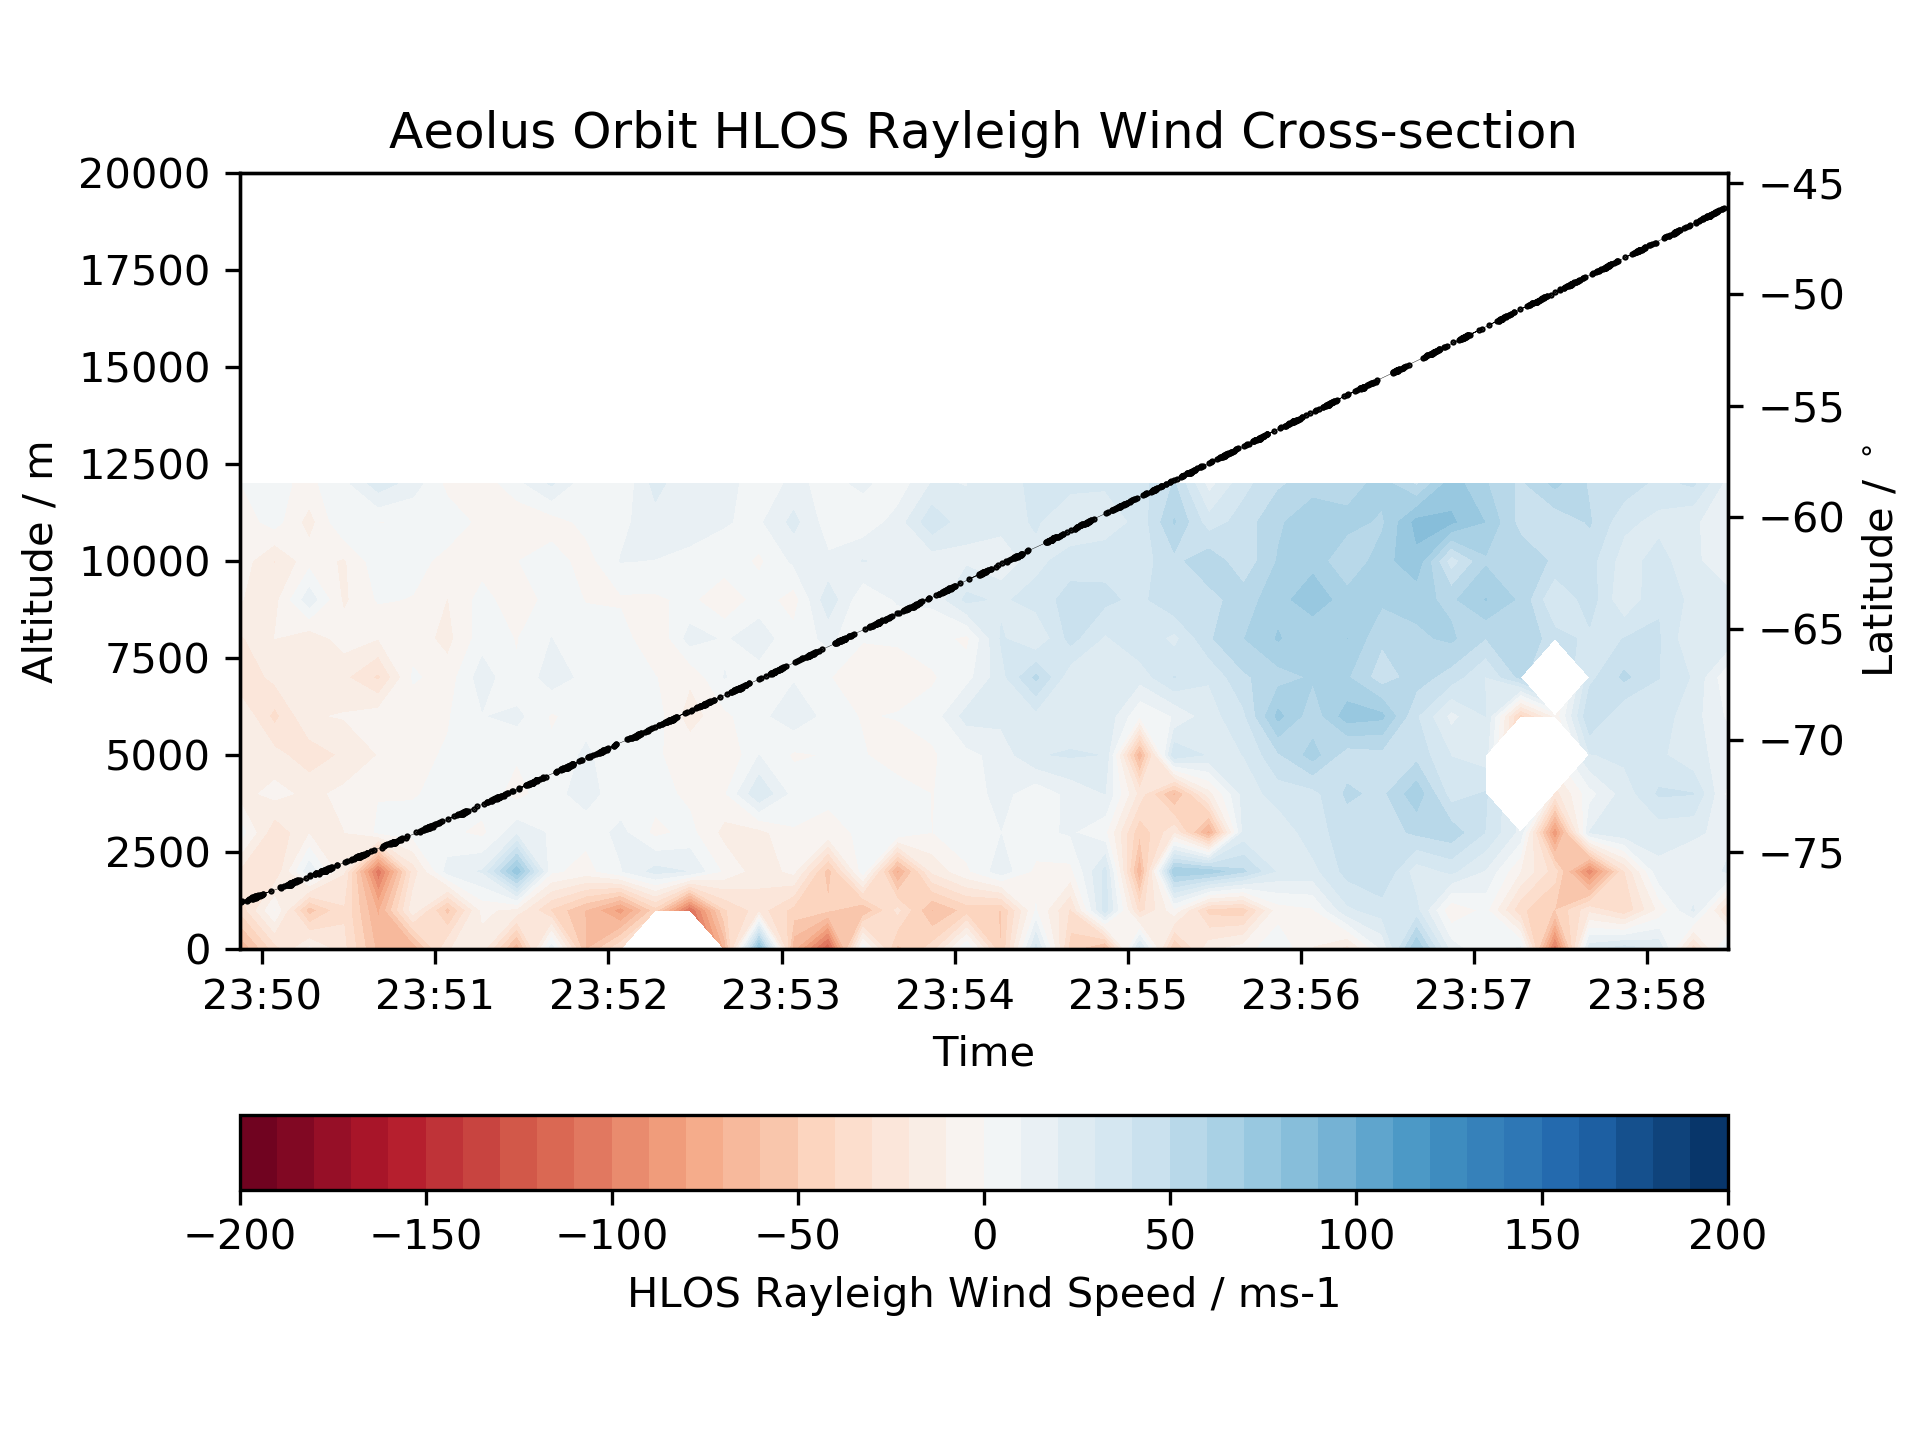 Aeolus Orbit HLOS Rayleigh Wind Cross-section
20000
17500
15000
12500
10000
7500
5000
2500
0
Altitude / m
−45
−50
−55
−60
−65
−70
−75
Latitude / °
23:50 23:51 23:52 23:53 23:54 23:55 23:56 23:57 23:58
Time
−200 −150 −100 −50 0 50 100 150 200
HLOS Rayleigh Wind Speed / ms-1